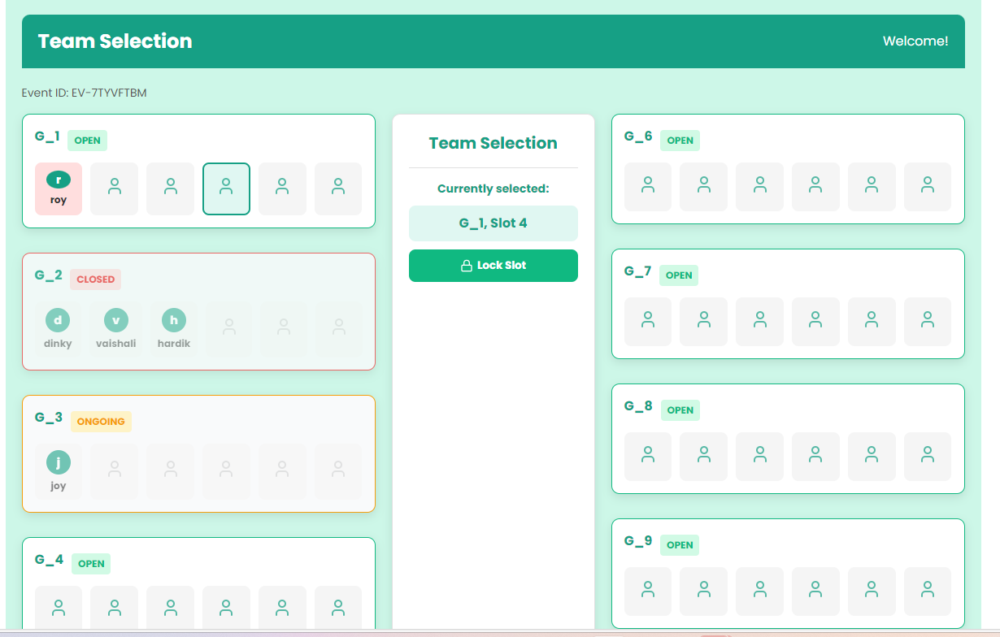 Team Selection
Welcome!
Event ID: EV-7TYVFTBM
G_1 OPEN
r
roy
G_2 CLOSED
d v h
dinky vaishali hardik
G_3 ONGOING
j
joy
G_4 OPEN
Team Selection
Currently selected:
G_1, Slot 4
Lock Slot
G_6 OPEN
G_7 OPEN
G_8 OPEN
G_9 OPEN